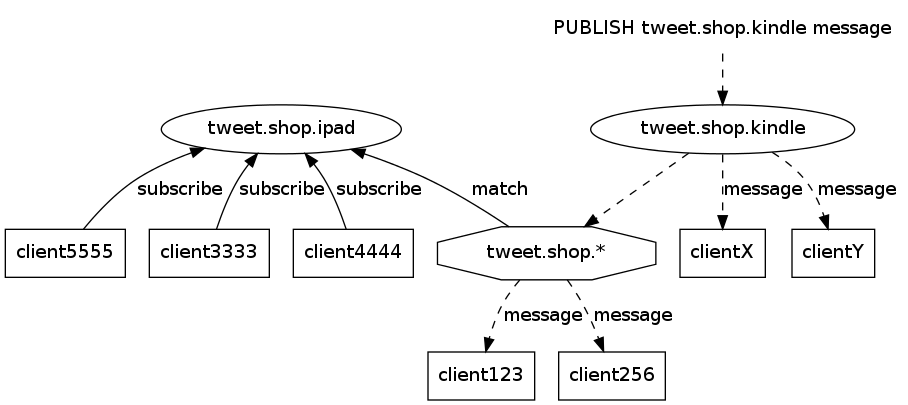 PUBLISH tweet.shop.kindle message
tweet.shop.ipad
tweet.shop.kindle
subscribe
subscribe
subscribe
match
message
message
client5555
client3333
client4444
tweet.shop.*
clientX
clientY
message
message
client123
client256